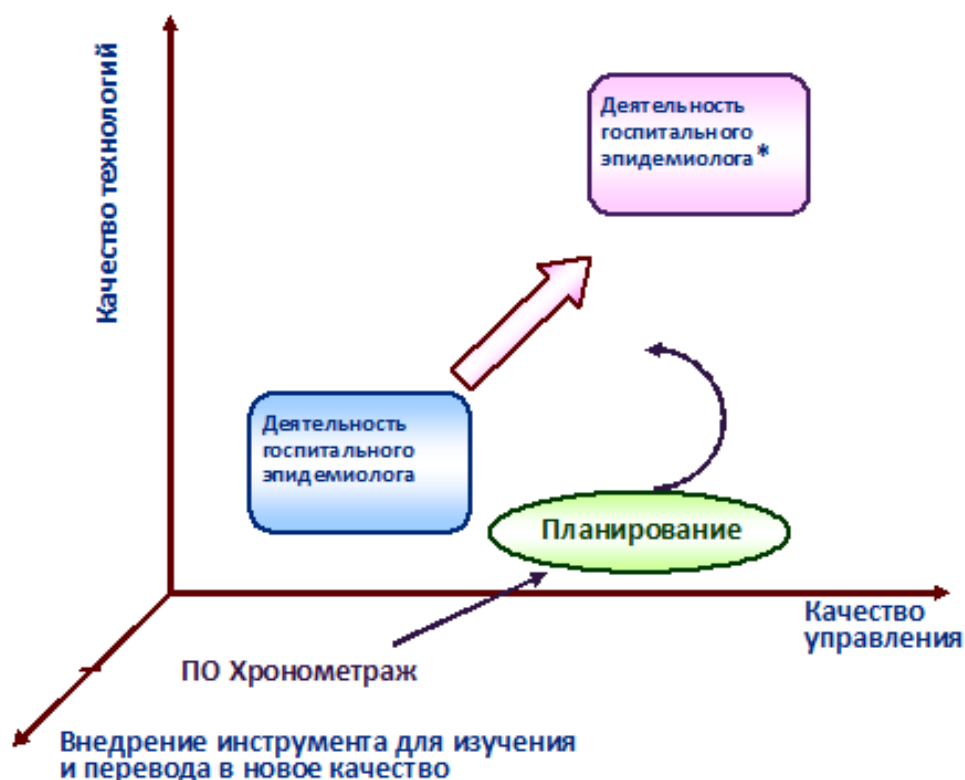 Качество технологий
Деятельность
госпитального
эпидемиолога*
Деятельность
госпитального
эпидемиолога
Планирование
Качество
управления
ПО Хронометраж
Внедрение инструмента для изучения
и перевода в новое качество